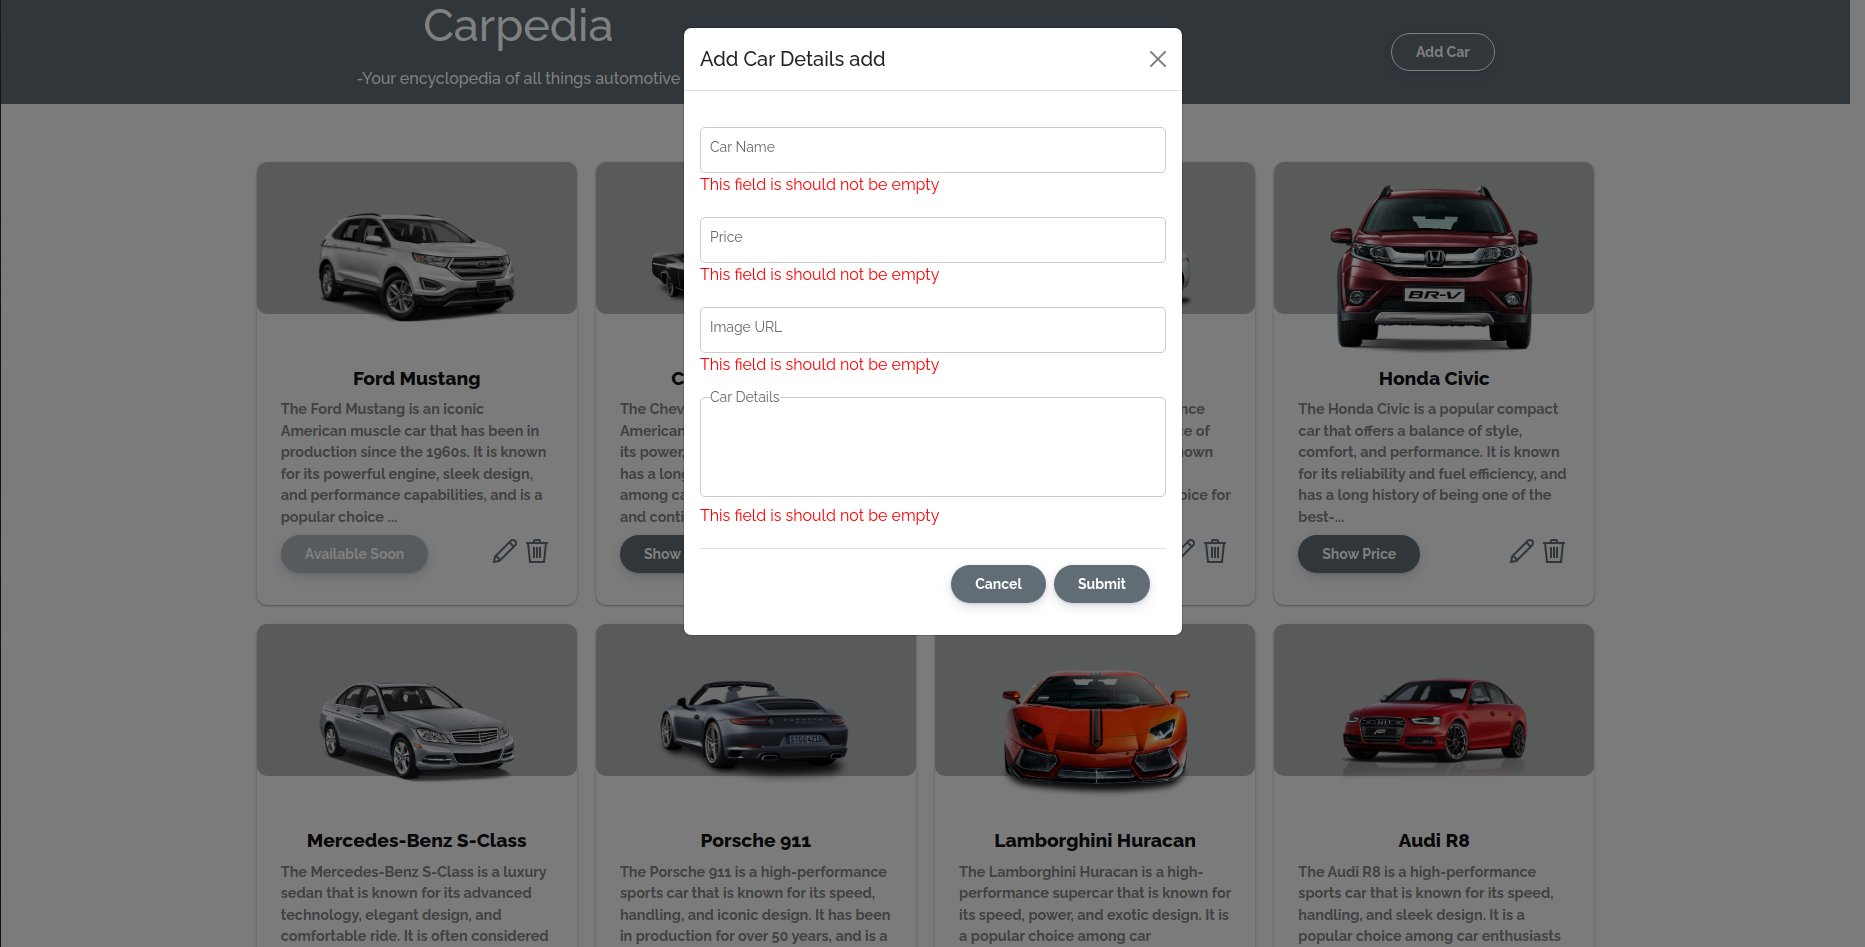 Carpedia
-Your encyclopedia of all things automotive
Add Car
Add Car Details add
Car Name
This field is should not be empty
Price
This field is should not be empty
Image URL
This field is should not be empty
Car Details
This field is should not be empty
Cancel
Submit
BR-V
Ford Mustang
The Ford Mustang is an iconic
American muscle car that has been in
production since the 1960s. It is known
for its powerful engine, sleek design,
and performance capabilities, and is a
popular choice ...
Available Soon
C
The Chev
American
its power,
has a long
among ca
and conti
Show
nce
e of
own
oice for
Honda Civic
The Honda Civic is a popular compact
car that offers a balance of style,
comfort, and performance. It is known
for its reliability and fuel efficiency, and
has a long history of being one of the
best-...
Show Price
Mercedes-Benz S-Class
The Mercedes-Benz S-Class is a luxury
sedan that is known for its advanced
technology, elegant design, and
comfortable ride. It is often considered
PORSCHE
Porsche 911
The Porsche 911 is a high-performance
sports car that is known for its speed,
handling, and iconic design. It has been
in production for over 50 years, and is a
Lamborghini Huracan
The Lamborghini Huracan is a high-
performance supercar that is known for
its speed, power, and exotic design. It is
a popular choice among car
Audi R8
The Audi R8 is a high-performance
sports car that is known for its speed,
handling, and sleek design. It is a
popular choice among car enthusiasts